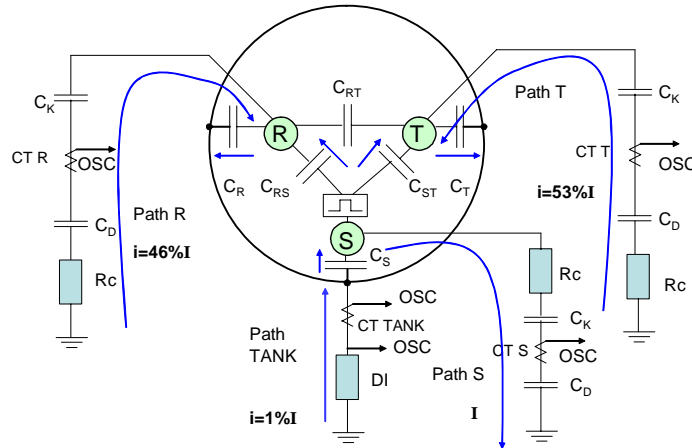 C_RT
Path T
C_K
C_K
R
T
CT R
OSC
CT T
OSC
C_R
C_RS
C_ST
C_T
Path R
i=53%I
C_D
C_D
i=46%I
S
C_S
Rc
Rc
Rc
OSC
C_K
Path
TANK
CT TANK
CT S
OSC
OSC
DI
Path S
C_D
i=1%I
I